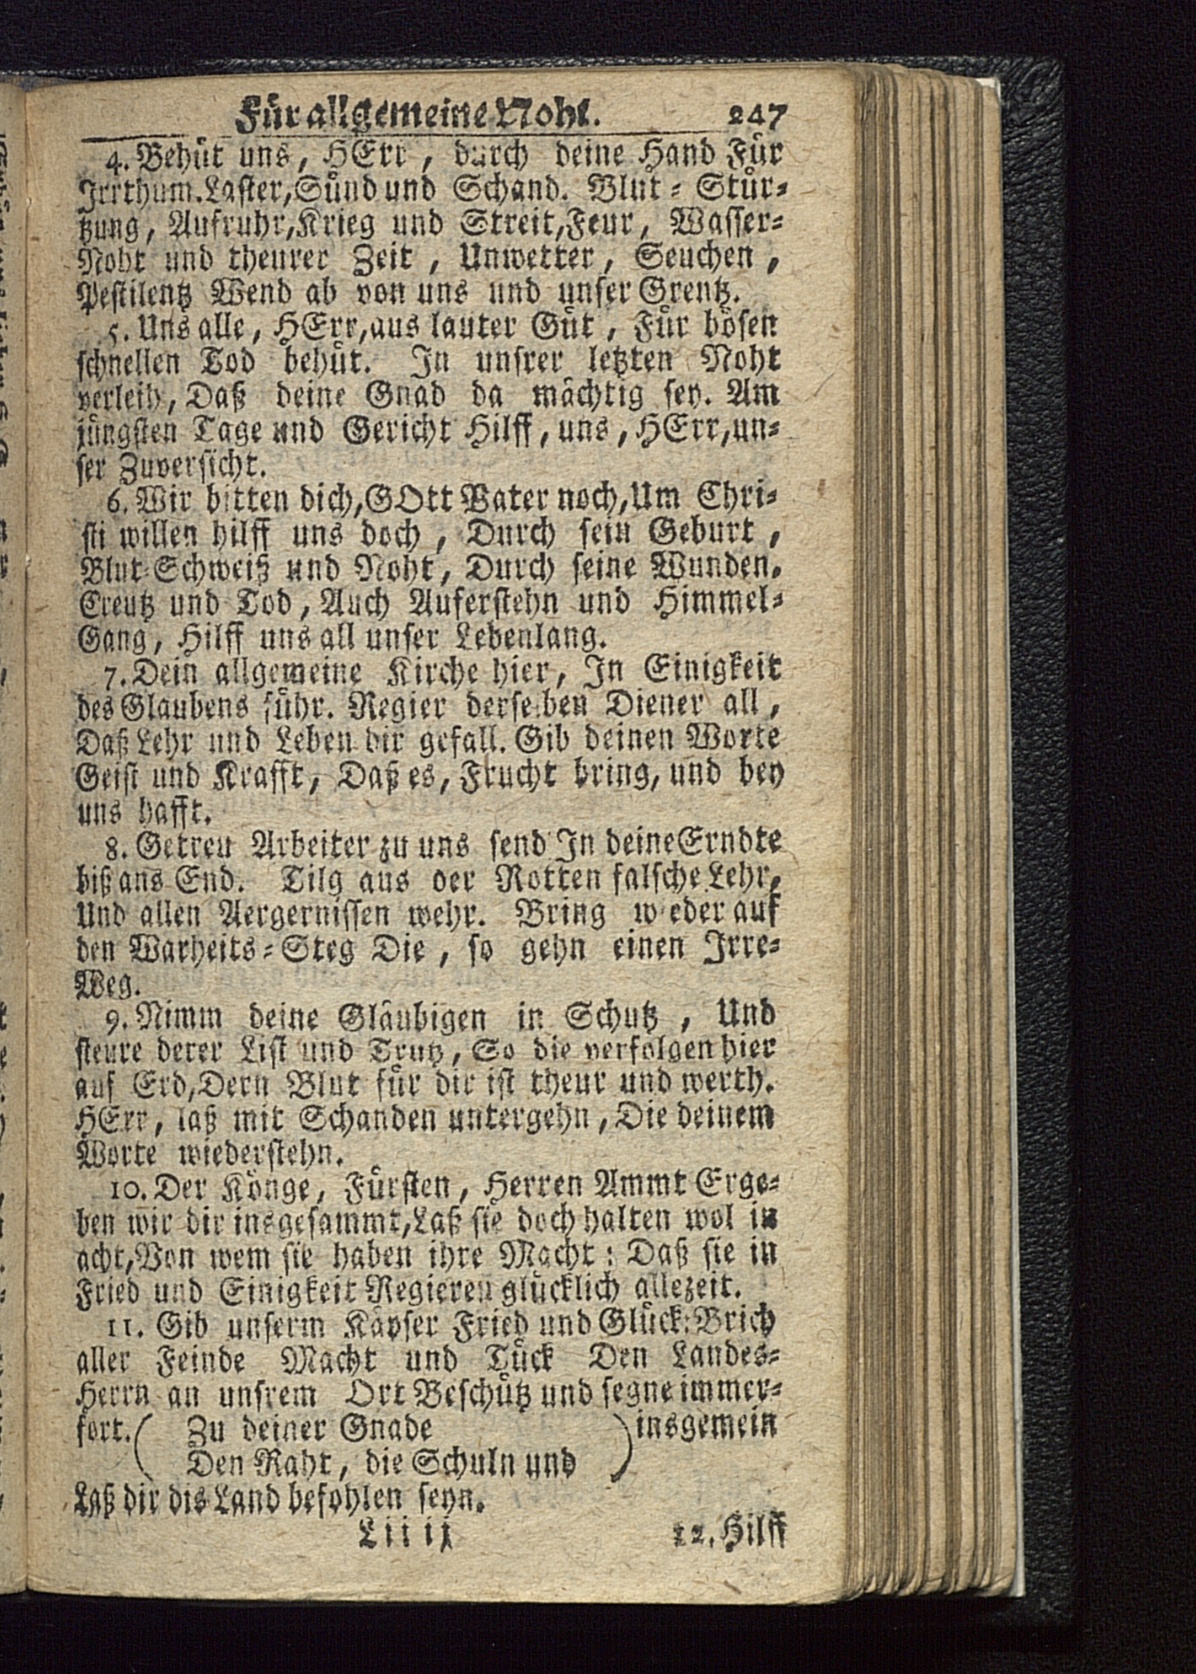 Für allgemeine Noht. 247
4. Behüt uns, HErr, durch deine Hand Für
Irrthum. Laster, Sünd und Schand. Blut- Stür-
tzung, Aufruhr, Krieg und Streit, Feur, Wasser-
Noht und theurer Zeit, Unwetter, Seuchen,
Pestilentz Wend ab von uns und unser Grentz.
5. Uns alle, HErr, aus lauter Güt, Für bösen
schnellen Tod behüt. In unsrer letzten Noht
verleih, Daß deine Gnad da mächtig sey. Am
jüngsten Tage und Gericht Hilff, uns, HErr, un-
ser Zuversicht.
6. Wir bitten dich, GOtt Vater noch, Um Chri-
sti willen hilff uns doch, Durch sein Geburt,
Blut-Schweiß und Noht, Durch seine Wunden.
Creutz und Tod, Auch Auferstehn und Himmel-
Gang, Hilff uns all unser Lebenlang.
7. Dein allgemeine Kirche hier, In Einigkeit
des Glaubens führ. Regier derselben Diener all,
Daß Lehr und Leben dir gefall. Gib deinen Worte
Geist und Krafft, Daß es, Frucht bring, und bey
uns hafft.
8. Getreu Arbeiter zu uns send In deine Erndte
biß ans End. Tilg aus der Rotten falsche Lehr,
Und allen Aergernissen wehr. Bring w eder auf
den Warheits-Steg Die, so gehn einen Irre-
Weg.
9. Nimm deine Gläubigen in Schutz, Und
steure derer List und Trutz, So die verfolgen hier
auf Erd, Dern Blut für dir ist theur und werth.
HErr, laß mit Schanden untergehn, Die deinem
Worte wiederstehn.
10. Der Könge, Fürsten, Herren Ammt Erge-
ben wir dir insgesammt, Laß sie doch halten wol in
acht, Von wem sie haben ihre Macht: Daß sie in
Fried und Einigkeit Regieren glücklich allezeit.
11. Gib unserm Käyser Fried und Glück: Brich
aller Feinde Macht und Tück Den Landes-
Herrn an unsrem Ort Beschütz und segne immer-
fort. ( Zu deiner Gnade ) insgemein
Den Raht, die Schuln und
Laß dir dis Land befohlen seyn.
Lii ij 12. Hilff